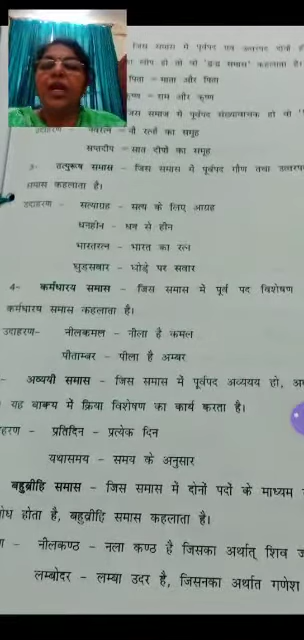 जिस समास में पूर्वपद एवं उत्तरपद दोनों
लोप हो तो वो 'द्वन्द्व समास' कहलाता है।
पिता = माता और पिता
कृष्ण = राम और कृष्ण
जिस समास में पूर्वपद संख्यावाचक हो वो
उदाहरण - नवरत्न = नौ रत्नों का समूह
सप्तदीप = सात दीपों का समूह
3- तत्पुरूष समास - जिस समास में पूर्वपद गौण तथा उत्तरपद
समास कहलाता है।
उदाहरण - सत्याग्रह - सत्य के लिए आग्रह
धनहीन - धन से हीन
भारतरत्न - भारत का रत्न
घुड़सवार - घोड़े पर सवार
4- कर्मधारय समास - जिस समास में पूर्व पद विशेषण
कर्मधारय समास कहलाता है।
उदाहरण- नीलकमल - नीला है कमल
पीताम्बर - पीला है अम्बर
- अव्ययी समास - जिस समास में पूर्वपद अव्यय हो,
यह वाक्य में क्रिया विशेषण का कार्य करता है।
हरण - प्रतिदिन - प्रत्येक दिन
यथासमय - समय के अनुसार
बहुब्रीहि समास - जिस समास में दोनों पदों के माध्यम
बोध होता है, बहुब्रीहि समास कहलाता है।
ण - नीलकण्ठ - नला कण्ठ है जिसका अर्थात् शिव
लम्बोदर - लम्बा उदर है, जिसनका अर्थात गणेश